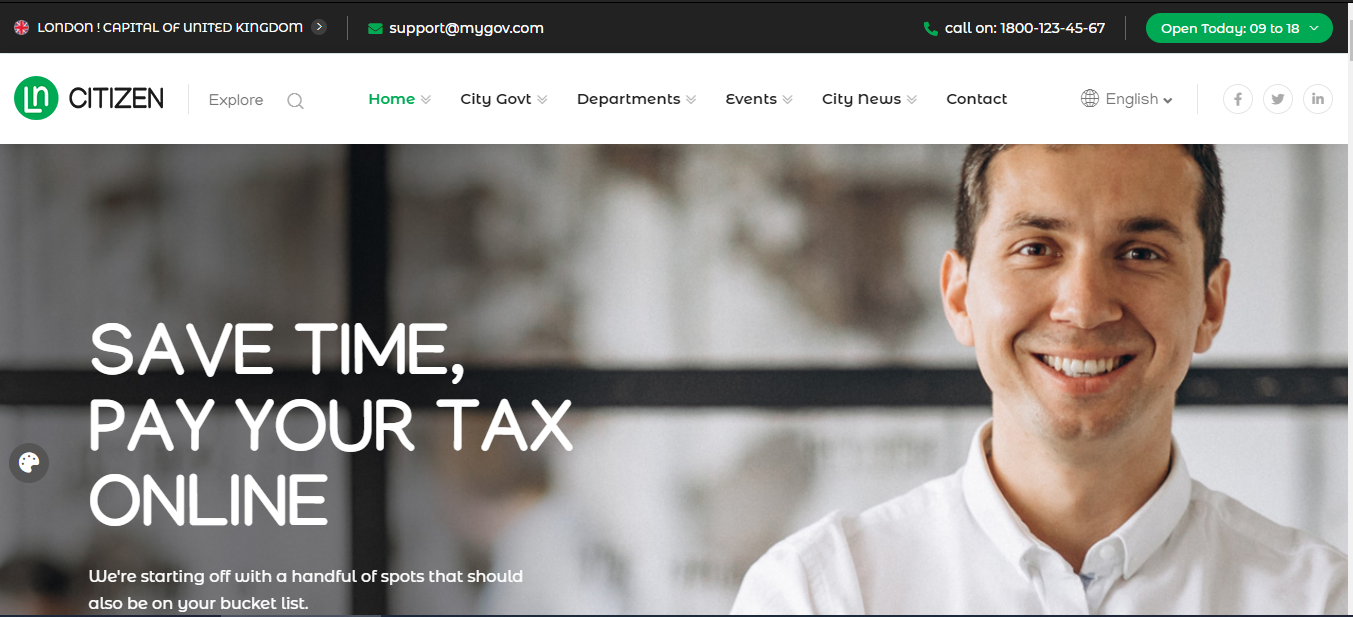 LONDON ! CAPITAL OF UNITED KINGDOM
support@mygov.com
call on: 1800-123-45-67
Open Today: 09 to 18
CITIZEN
Explore
Home
City Govt
Departments
Events
City News
Contact
English
SAVE TIME,
PAY YOUR TAX
ONLINE
We're starting off with a handful of spots that should
also be on your bucket list.